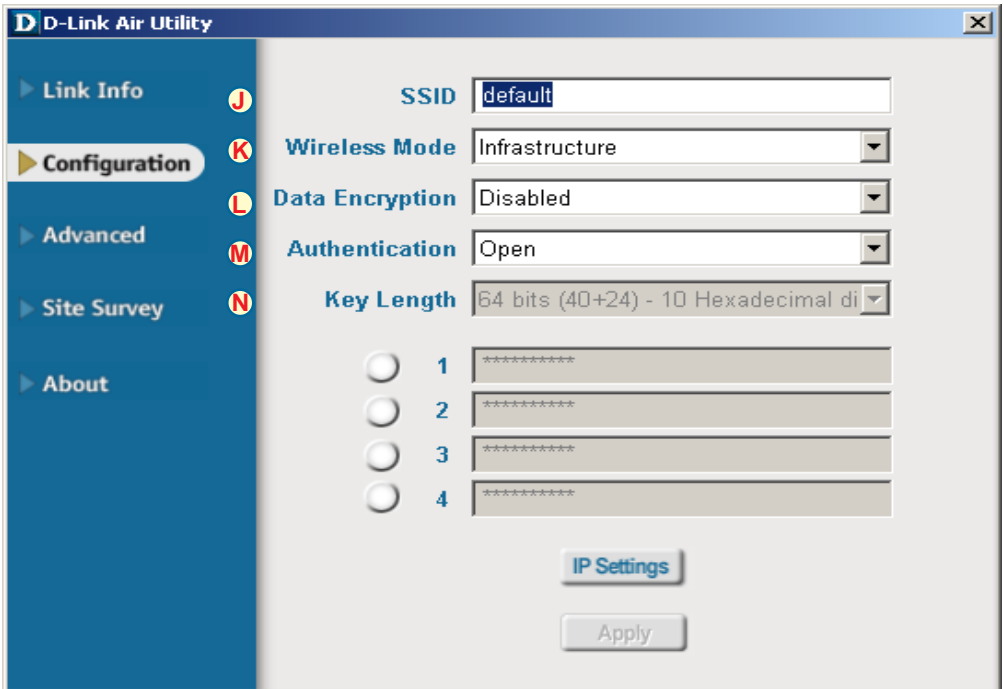 D D-Link Air Utility
Link Info
Configuration
Advanced
Site Survey
About
J SSID default
K Wireless Mode Infrastructure
L Data Encryption Disabled
M Authentication Open
N Key Length 64 bits (40+24) - 10 Hexadecimal di
1 **********
2 **********
3 **********
4 **********
IP Settings
Apply